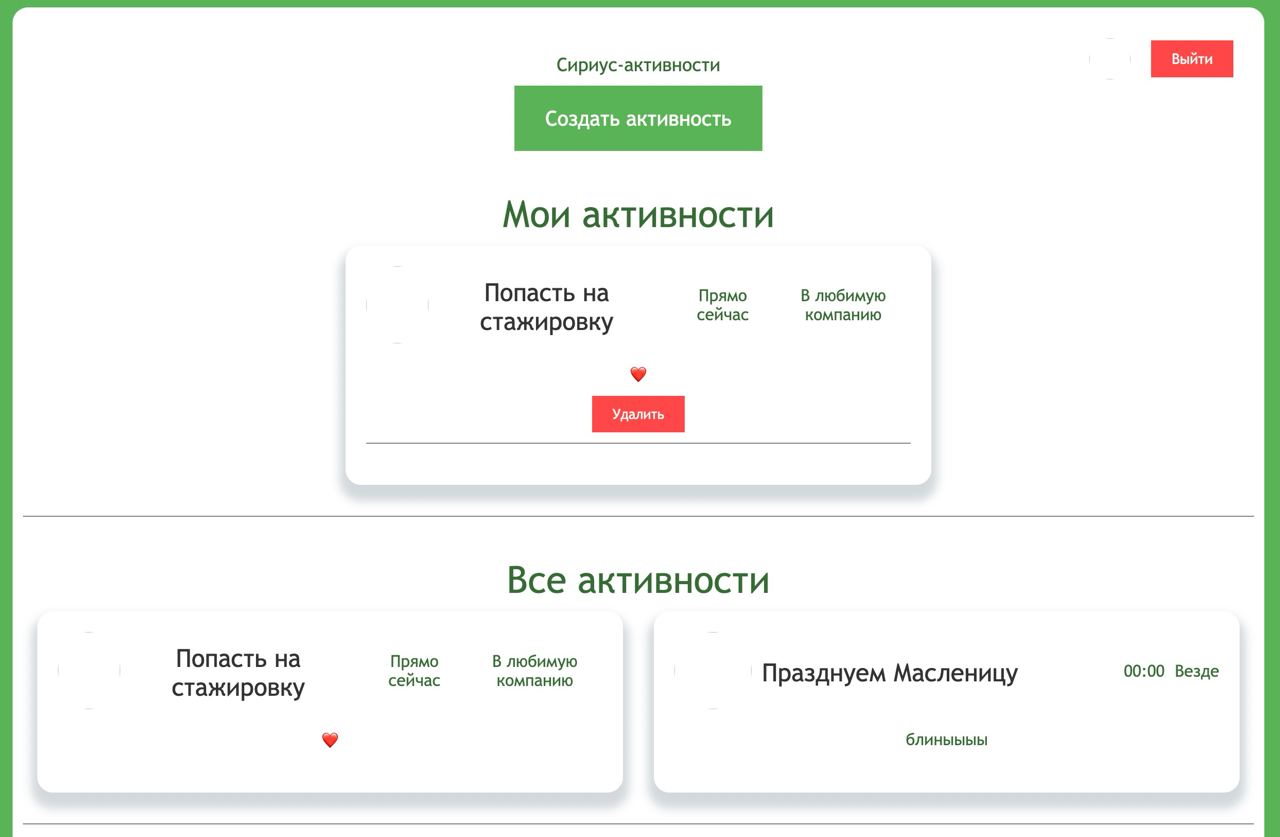 Сириус-активности
Выйти
Создать активность
Мои активности
Попасть на
стажировку
Прямо
сейчас
В любимую
компанию
❤️
Удалить
Все активности
Попасть на
стажировку
Прямо
сейчас
В любимую
компанию
❤️
Празднуем Масленицу
00:00 Везде
блиныыыы